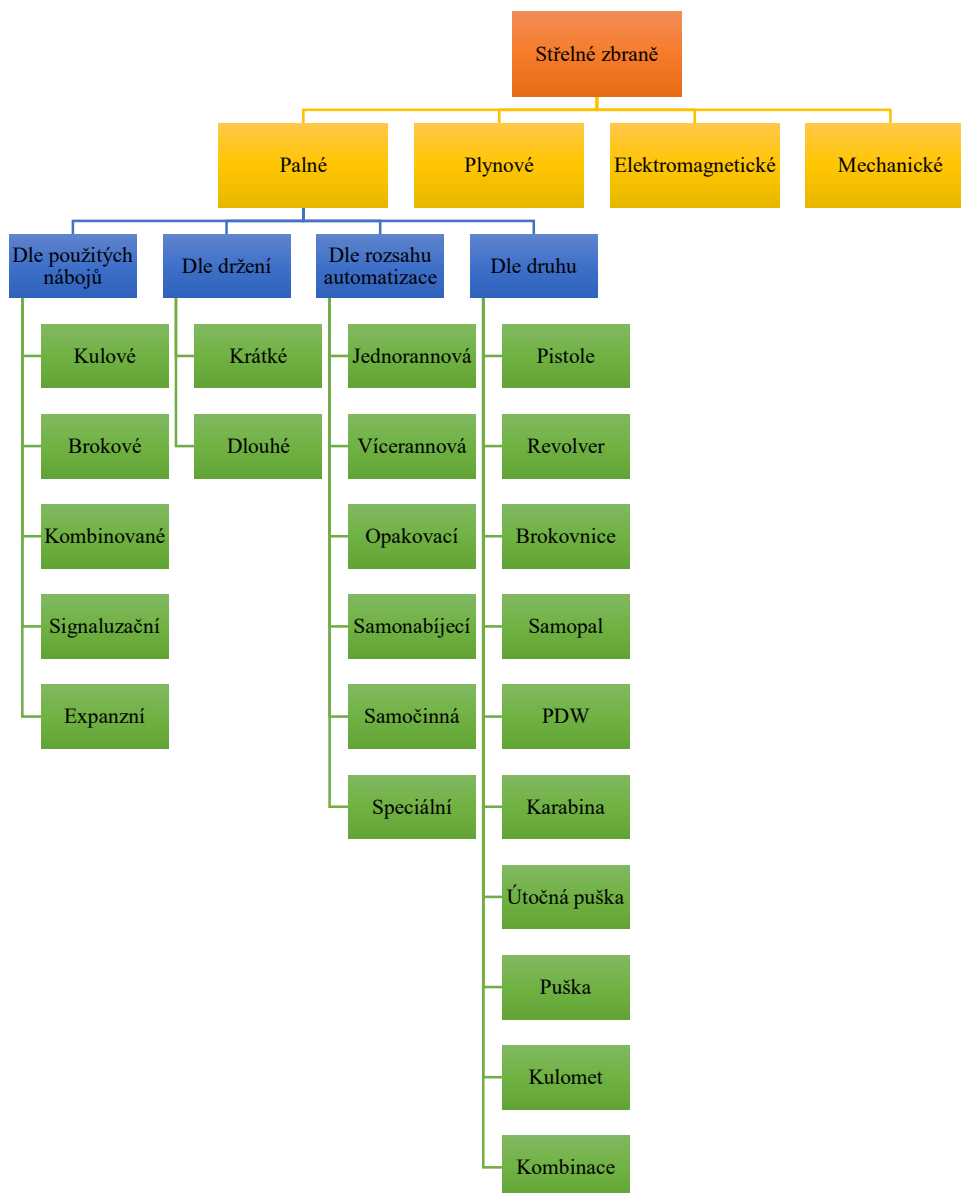 Střelné zbraně
Palné
Plynové
Elektromagnetické
Mechanické
Dle použitých
nábojů
Dle držení
Dle rozsahu
automatizace
Dle druhu
Kulové
Brokové
Kombinované
Signaluzační
Expanzní
Krátké
Dlouhé
Jednorannová
Vícerannová
Opakovací
Samonabíjecí
Samočinná
Speciální
Pistole
Revolver
Brokovnice
Samopal
PDW
Karabina
Útočná puška
Puška
Kulomet
Kombinace